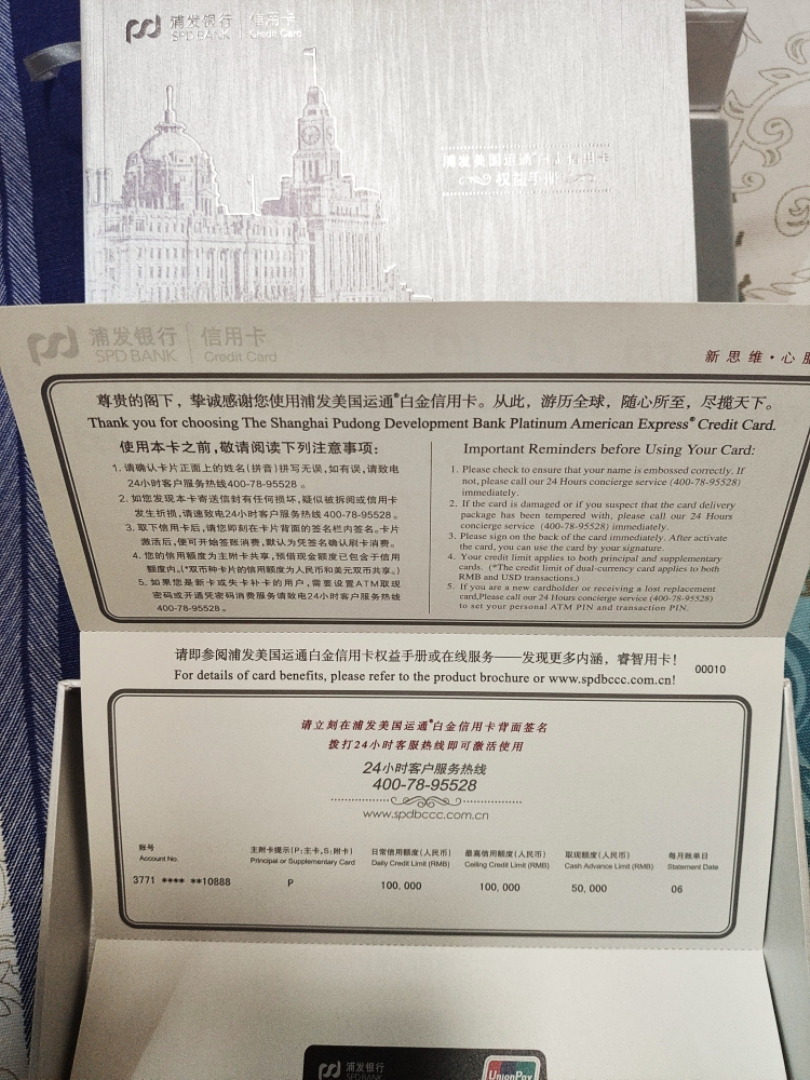 浦发银行 | 信用卡
SPD BANK | Credit Card
浦发美国运通白金信用卡
权益手册
浦发银行 | 信用卡
SPD BANK | Credit Card
新思维·心服
尊贵的阁下，挚诚感谢您使用浦发美国运通®白金信用卡。从此，游历全球，随心所至，尽揽天下。
Thank you for choosing The Shanghai Pudong Development Bank Platinum American Express® Credit Card.
使用本卡之前,敬请阅读下列注意事项:
1. 请确认卡片正面上的姓名(拼音)拼写无误,如有误,请致电
24小时客户服务热线400-78-95528 。
2. 如您发现本卡寄送信封有任何损坏,疑似被拆阅或信用卡
发生折损,请速致电24小时客户服务热线 400-78-95528 。
3. 取下信用卡后,请您即刻在卡片背面的签名栏内签名。卡片
激活后,便可开始签账消费,默认为凭签名确认刷卡消费。
4. 您的信用额度为主附卡共享,预借现金额度已包含于信用
额度内。(*双币种卡片的信用额度为人民币和美元双币共享。)
5. 如果您是新卡或失卡补卡的用户,需要设置ATM取现
密码或开通凭密码消费服务请致电24小时客户服务热线
400-78-95528 。
Important Reminders before Using Your Card:
1. Please check to ensure that your name is embossed correctly. If
not, please call our 24 Hours concierge service (400-78-95528)
immediately.
2. If the card is damaged or if you suspect that the card delivery
package has been tempered with, please call our 24 Hours
concierge service (400-78-95528) immediately.
3. Please sign on the back of the card immediately. After activate
the card, you can use the card by your signature.
4. Your credit limit applies to both principal and supplementary
cards. (*The credit limit of dual-currency card applies to both
RMB and USD transactions.)
5. If you are a new cardholder or receiving a lost replacement
card,Please call our 24 Hours concierge service (400-78-95528)
to set your personal ATM PIN and transaction PIN.
请即参阅浦发美国运通白金信用卡权益手册或在线服务——发现更多内涵，睿智用卡!
For details of card benefits, please refer to the product brochure or www.spdbccc.com.cn!
00010
请立刻在浦发美国运通®白金信用卡背面签名
拨打24小时客服热线即可激活使用
24小时客户服务热线
400-78-95528
www.spdbccc.com.cn
账号 主附卡提示(P:主卡,S:附卡) 日常信用额度(人民币) 最高信用额度(人民币) 取现额度(人民币) 每月账单日
Account No. Principal or Supplementary Card Daily Credit Limit (RMB) Ceiling Credit Limit (RMB) Cash Advance Limit (RMB) Statement Date
3771 **** **10888 P 100,000 100,000 50,000 06
浦发银行
SPD BANK
UnionPay